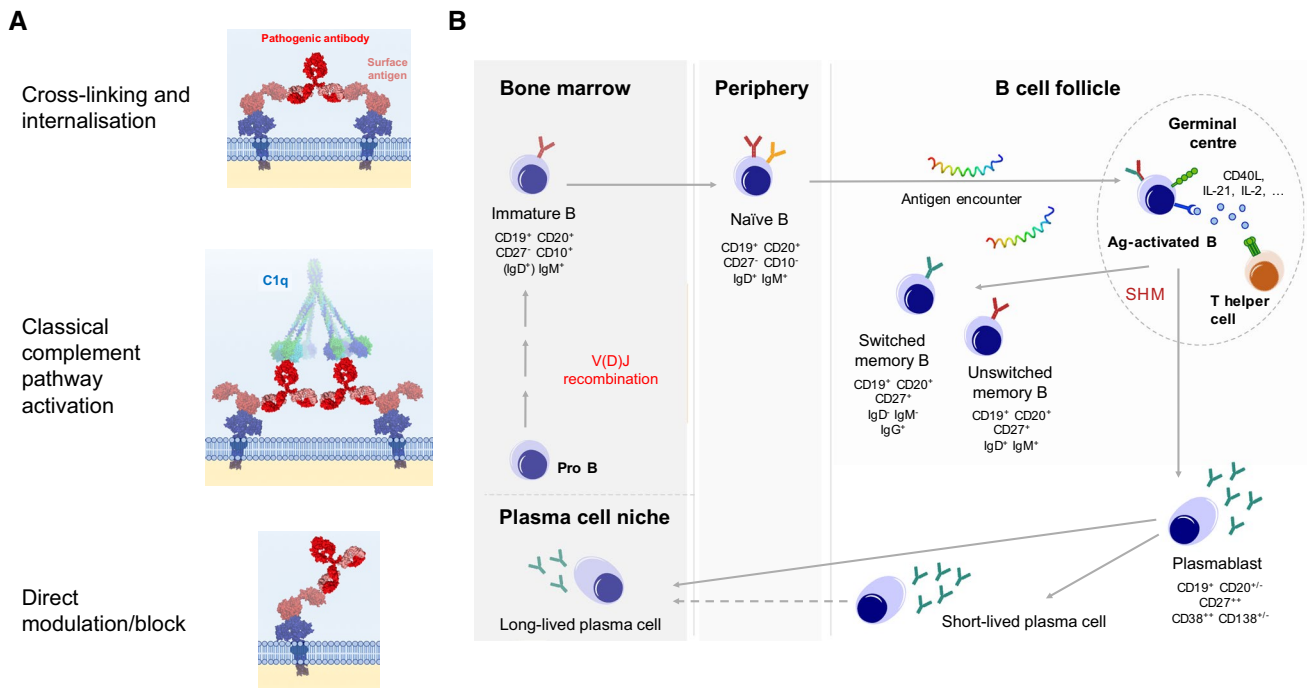 A
Cross-linking and
internalisation
Pathogenic antibody
Surface
antigen
Classical
complement
pathway
activation
C1q
Direct
modulation/block
B
Bone marrow
Periphery
B cell follicle
Immature B
CD19⁺ CD20⁺
CD27⁻ CD10⁺
(IgD⁺) IgM⁺
V(D)J
recombination
Pro B
Naïve B
CD19⁺ CD20⁺
CD27⁻ CD10⁻
IgD⁺ IgM⁺
Antigen encounter
Germinal
centre
CD40L,
IL-21, IL-2, ...
Ag-activated B
T helper
cell
SHM
Switched
memory B
CD19⁺ CD20⁺
CD27⁺
IgD⁻ IgM⁻
IgG⁺
Unswitched
memory B
CD19⁺ CD20⁺
CD27⁺
IgD⁺ IgM⁺
Plasma cell niche
Long-lived plasma cell
Short-lived plasma cell
Plasmablast
CD19⁺ CD20⁺/⁻
CD27⁺⁺
CD38⁺⁺ CD138⁺/⁻